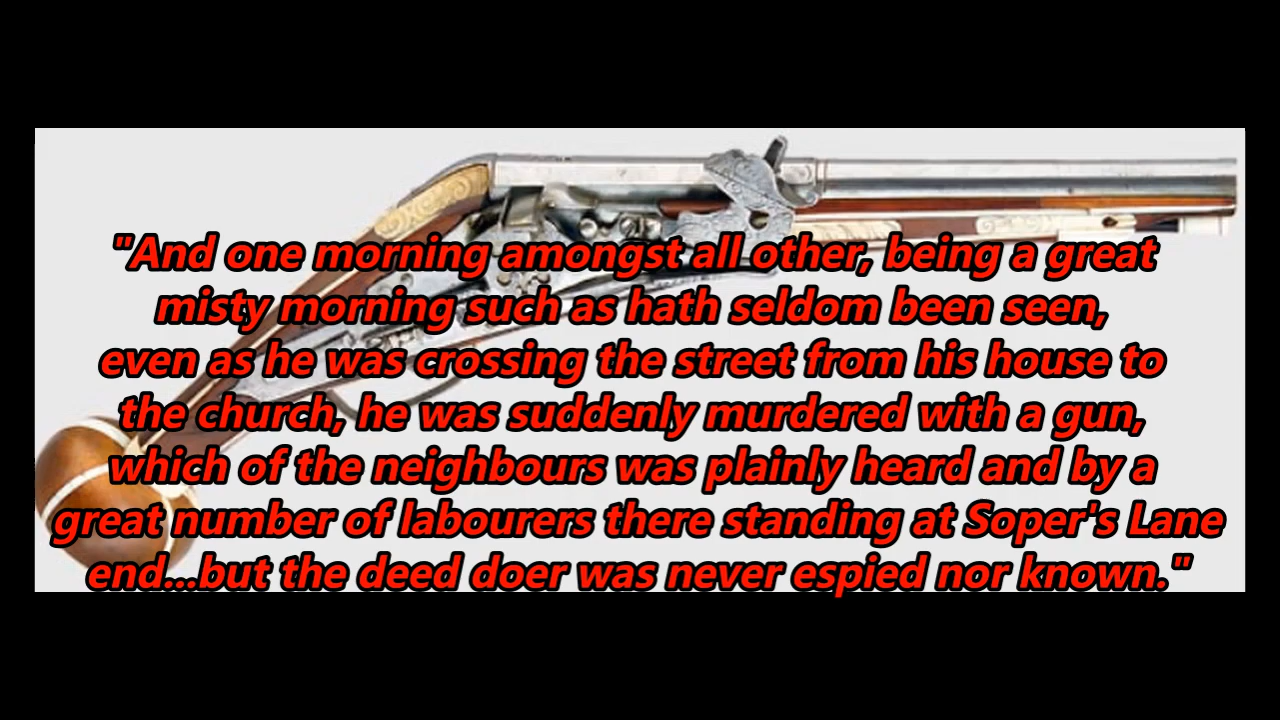 "And one morning amongst all other, being a great
misty morning such as hath seldom been seen,
even as he was crossing the street from his house to
the church, he was suddenly murdered with a gun,
which of the neighbours was plainly heard and by a
great number of labourers there standing at Soper's Lane
end...but the deed doer was never espied nor known."